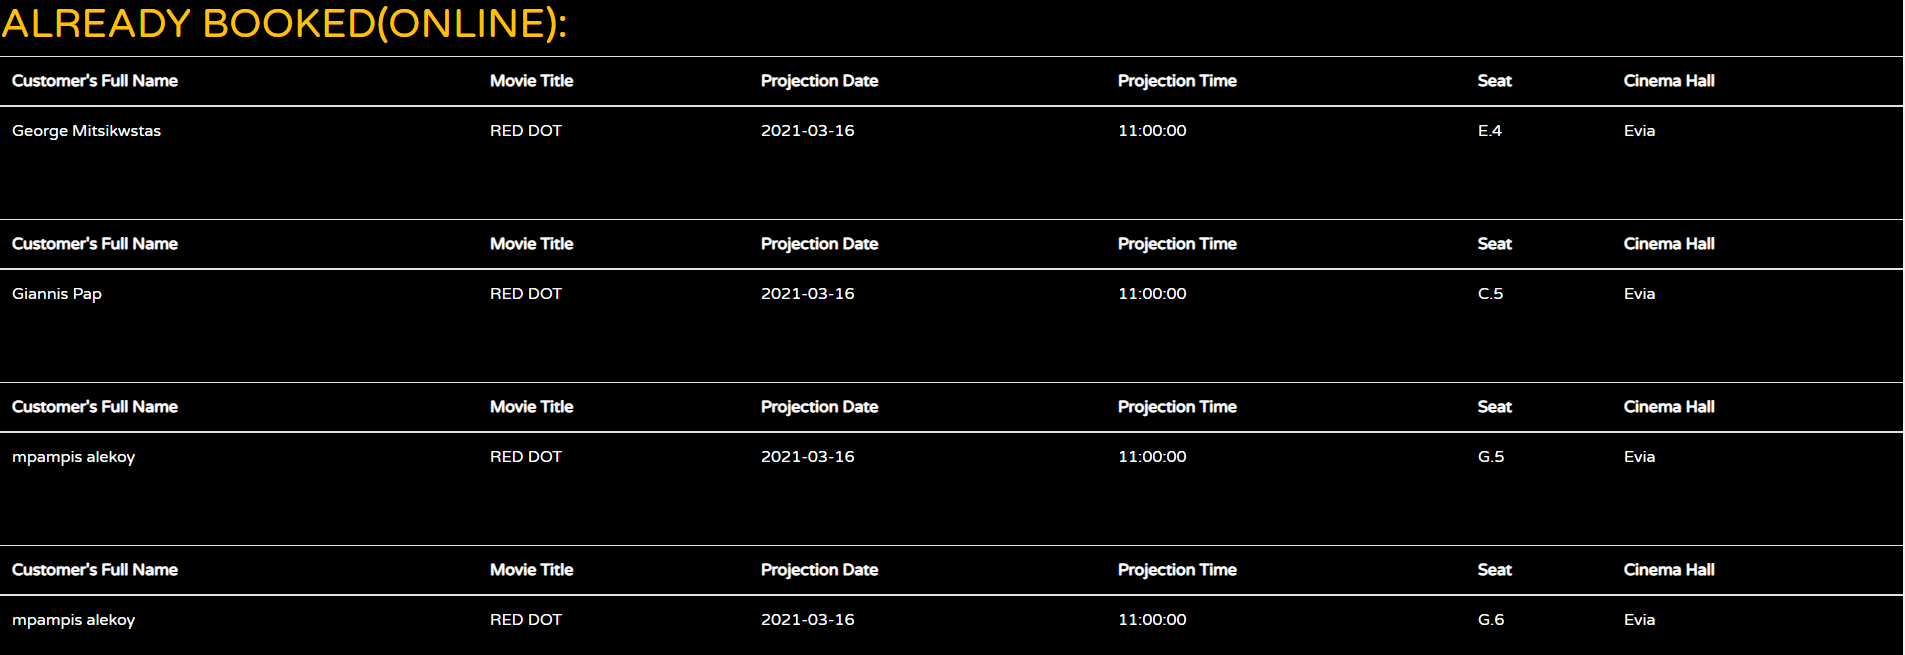 ALREADY BOOKED(ONLINE):
Customer's Full Name Movie Title Projection Date Projection Time Seat Cinema Hall
George Mitsikwstas RED DOT 2021-03-16 11:00:00 E.4 Evia
Customer's Full Name Movie Title Projection Date Projection Time Seat Cinema Hall
Giannis Pap RED DOT 2021-03-16 11:00:00 C.5 Evia
Customer's Full Name Movie Title Projection Date Projection Time Seat Cinema Hall
mpampis alekoy RED DOT 2021-03-16 11:00:00 G.5 Evia
Customer's Full Name Movie Title Projection Date Projection Time Seat Cinema Hall
mpampis alekoy RED DOT 2021-03-16 11:00:00 G.6 Evia